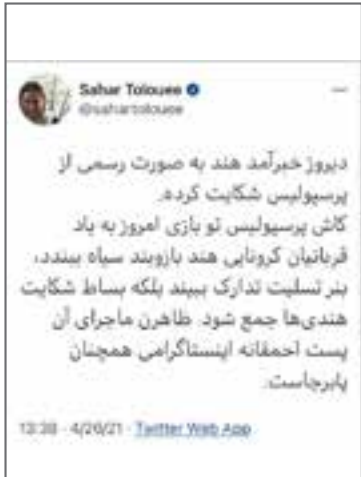 Sahar Tolouee
@sahartolouee
دیروز خبرآمد هند به صورت رسمی از
پرسپولیس شکایت کرده.
کاش پرسپولیس تو بازی امروز به یاد
قربانیان کرونایی هند بازوبند سیاه ببندد،
بنر تسلیت تدارک ببیند بلکه بساط شکایت
هندی‌ها جمع شود. ظاهرن ماجرای آن
پست احمقانه اینستاگرامی همچنان
پابرجاست.
13:38 · 4/26/21 · Twitter Web App